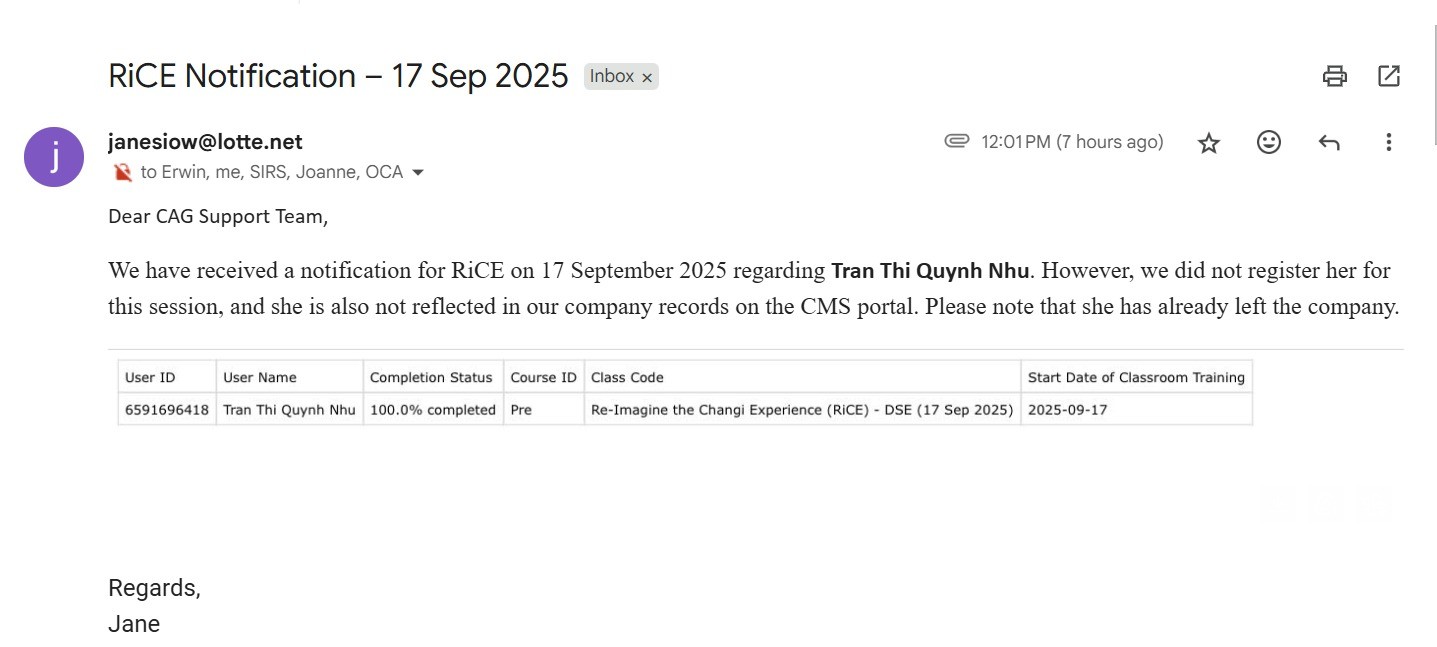 RiCE Notification – 17 Sep 2025 Inbox ×
janesiow@lotte.net 12:01 PM (7 hours ago)
j
to Erwin, me, SIRS, Joanne, OCA
Dear CAG Support Team,
We have received a notification for RiCE on 17 September 2025 regarding Tran Thi Quynh Nhu. However, we did not register her for
this session, and she is also not reflected in our company records on the CMS portal. Please note that she has already left the company.
User ID User Name Completion Status Course ID Class Code Start Date of Classroom Training
6591696418 Tran Thi Quynh Nhu 100.0% completed Pre Re-Imagine the Changi Experience (RiCE) - DSE (17 Sep 2025) 2025-09-17
Regards,
Jane